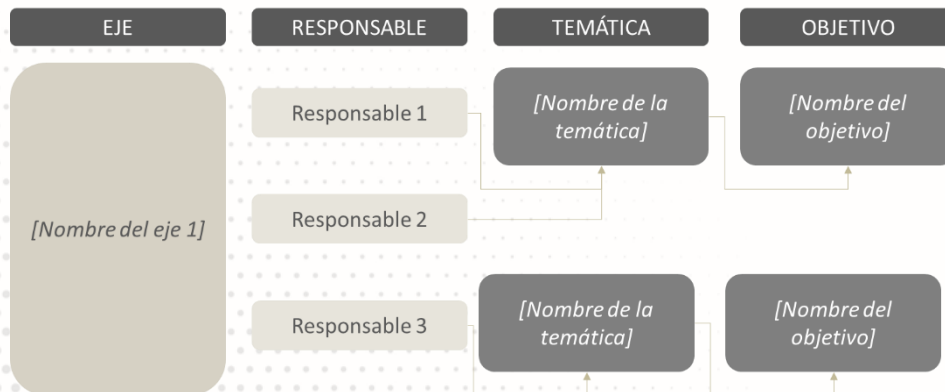 EJE
RESPONSABLE
TEMÁTICA
OBJETIVO
[Nombre del eje 1]
Responsable 1
[Nombre de la
temática]
[Nombre del
objetivo]
Responsable 2
Responsable 3
[Nombre de la
temática]
[Nombre del
objetivo]